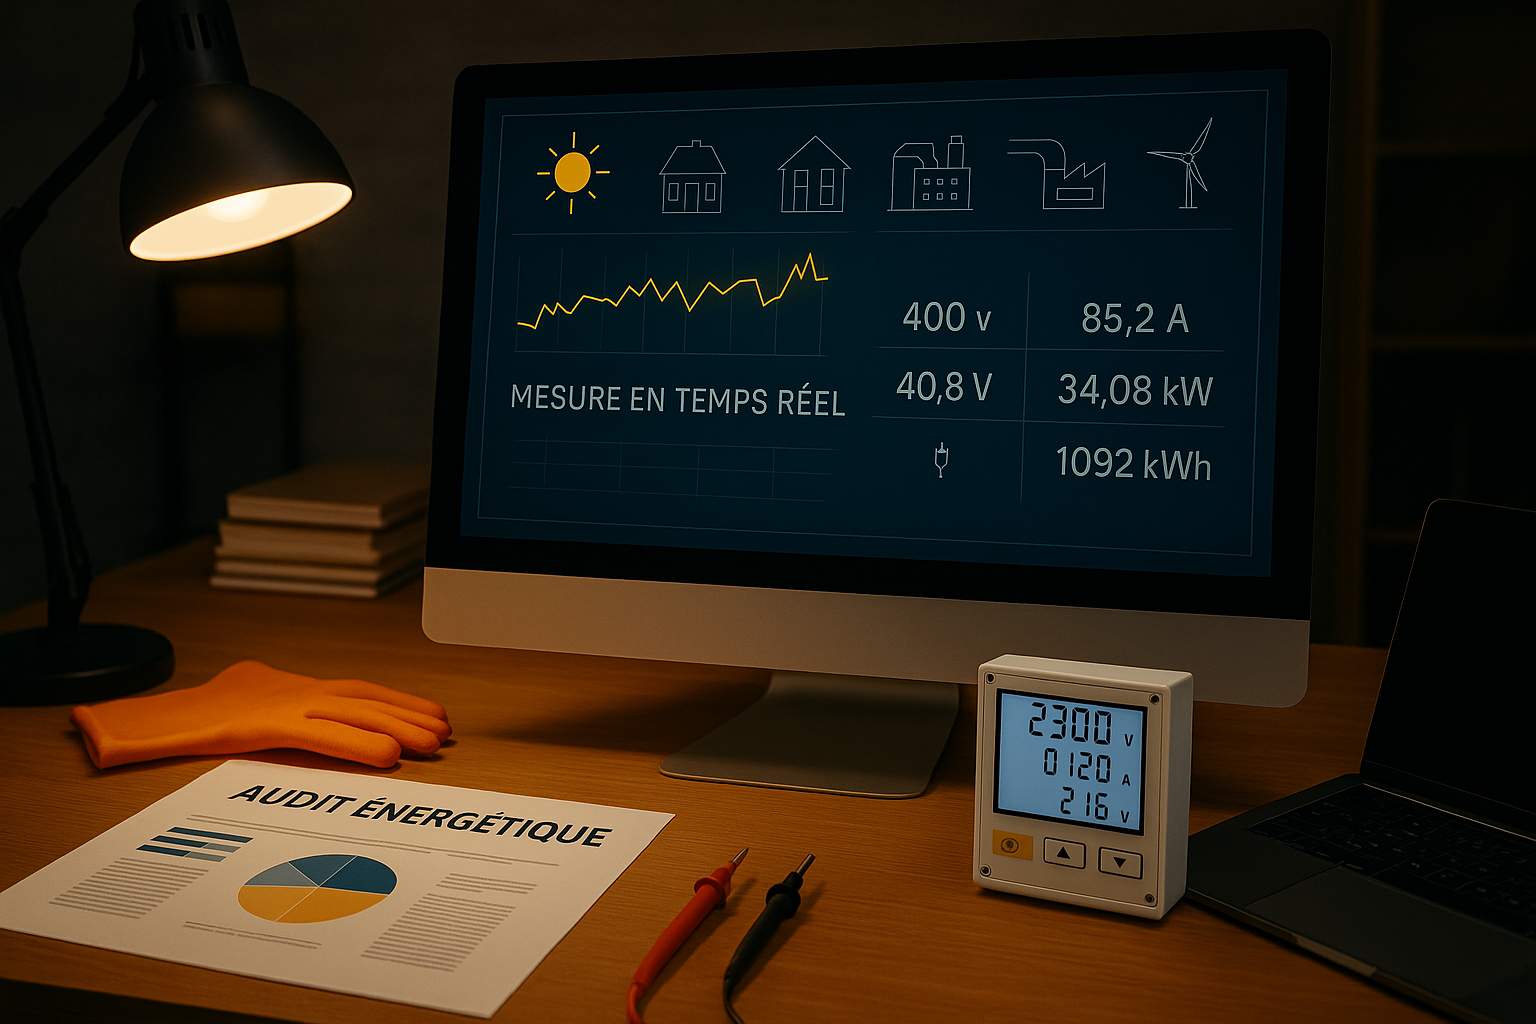 400 v
85,2 A
MESURE EN TEMPS RÉEL
40,8 V
34,08 kW
1092 kWh
2300 V
0120 A
216 V
AUDIT ÉNERGÉTIQUE